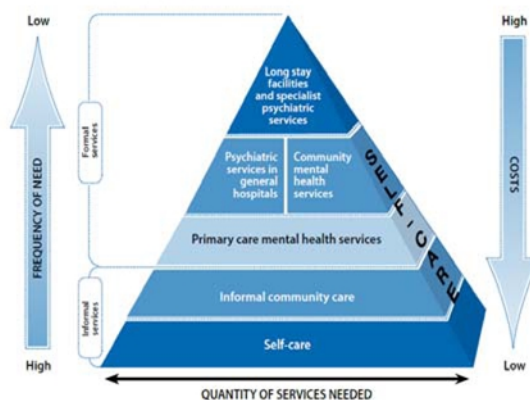 Low
High
Long stay
facilities
and specialist
psychiatric
services
Formal
services
Psychiatric
services in
general
hospitals
Community
mental
health
services
FREQUENCY OF NEED
SELF-CARE
COSTS
Primary care mental health services
Informal
services
Informal community care
Self-care
High
Low
QUANTITY OF SERVICES NEEDED